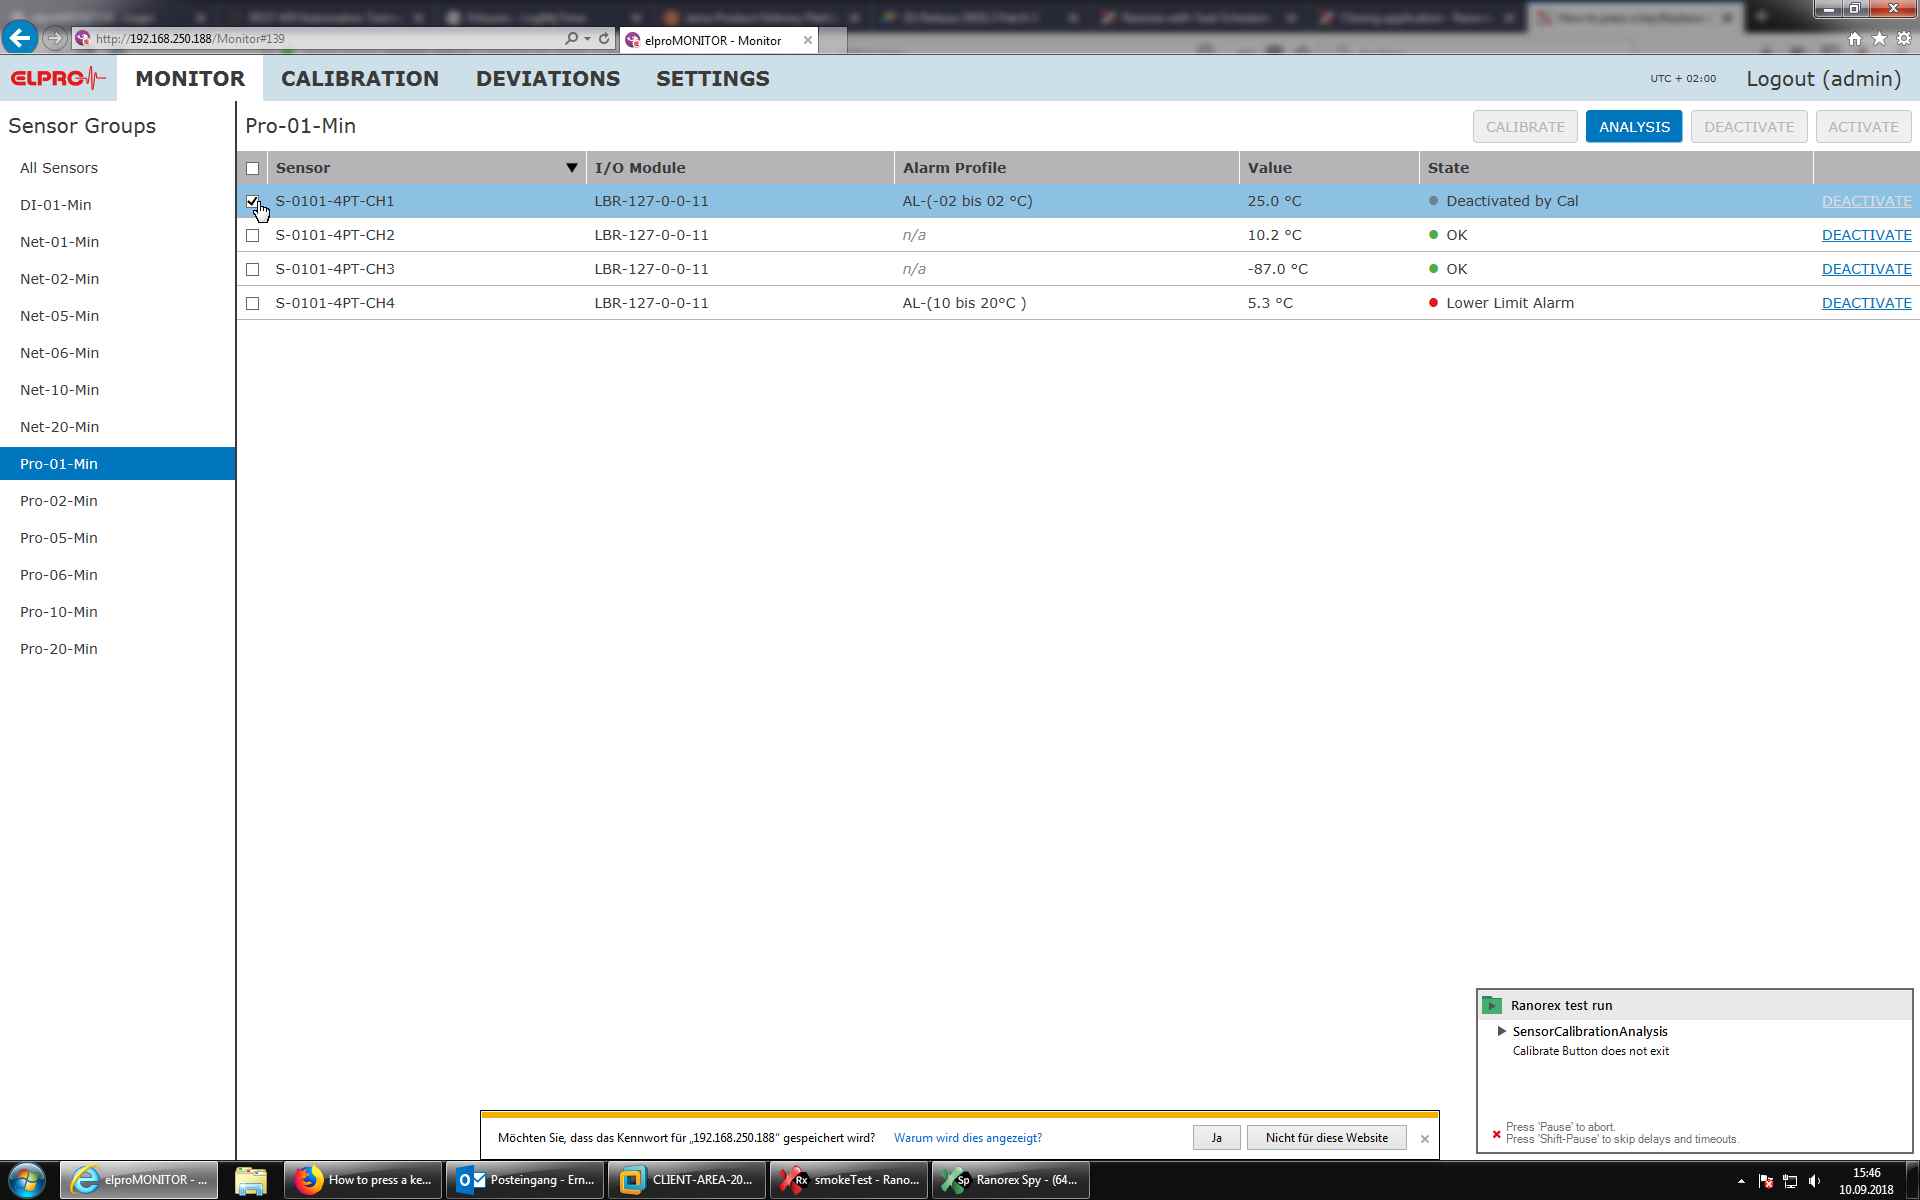 http://192.168.250.188/Monitor#139
elproMONITOR - Monitor
ELPRO
MONITOR
CALIBRATION
DEVIATIONS
SETTINGS
UTC + 02:00
Logout (admin)
Sensor Groups
All Sensors
DI-01-Min
Net-01-Min
Net-02-Min
Net-05-Min
Net-06-Min
Net-10-Min
Net-20-Min
Pro-01-Min
Pro-02-Min
Pro-05-Min
Pro-06-Min
Pro-10-Min
Pro-20-Min
Pro-01-Min
CALIBRATE ANALYSIS DEACTIVATE ACTIVATE
Sensor I/O Module Alarm Profile Value State
S-0101-4PT-CH1 LBR-127-0-0-11 AL-(-02 bis 02 °C) 25.0 °C Deactivated by Cal DEACTIVATE
S-0101-4PT-CH2 LBR-127-0-0-11 n/a 10.2 °C OK DEACTIVATE
S-0101-4PT-CH3 LBR-127-0-0-11 n/a -87.0 °C OK DEACTIVATE
S-0101-4PT-CH4 LBR-127-0-0-11 AL-(10 bis 20°C ) 5.3 °C Lower Limit Alarm DEACTIVATE
Ranorex test run
SensorCalibrationAnalysis
Calibrate Button does not exit
Press 'Pause' to abort.
Press 'Shift-Pause' to skip delays and timeouts.
Möchten Sie, dass das Kennwort für „192.168.250.188“ gespeichert wird? Warum wird dies angezeigt? Ja Nicht für diese Website
elproMONITOR - ...
How to press a ke...
Posteingang - Ern...
CLIENT-AREA-20...
Rx smokeTest - Rano...
Sp Ranorex Spy - (64...
15:46
10.09.2018